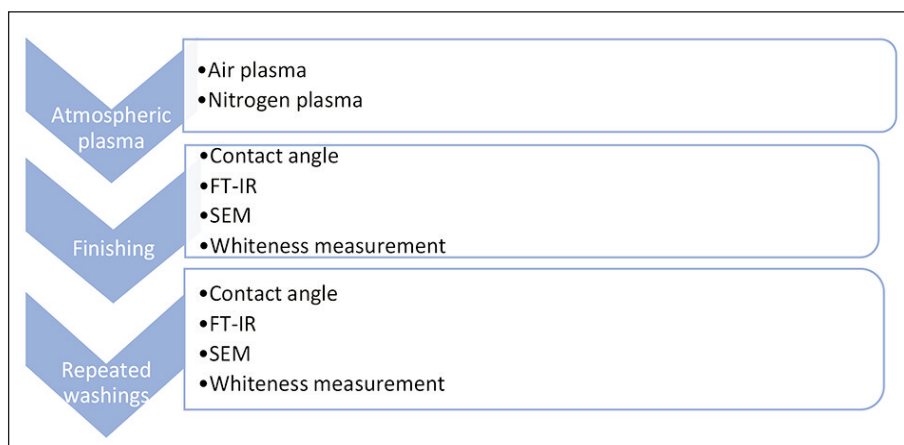 Atmospheric
plasma
•Air plasma
•Nitrogen plasma
Finishing
•Contact angle
•FT-IR
•SEM
•Whiteness measurement
Repeated
washings
•Contact angle
•FT-IR
•SEM
•Whiteness measurement